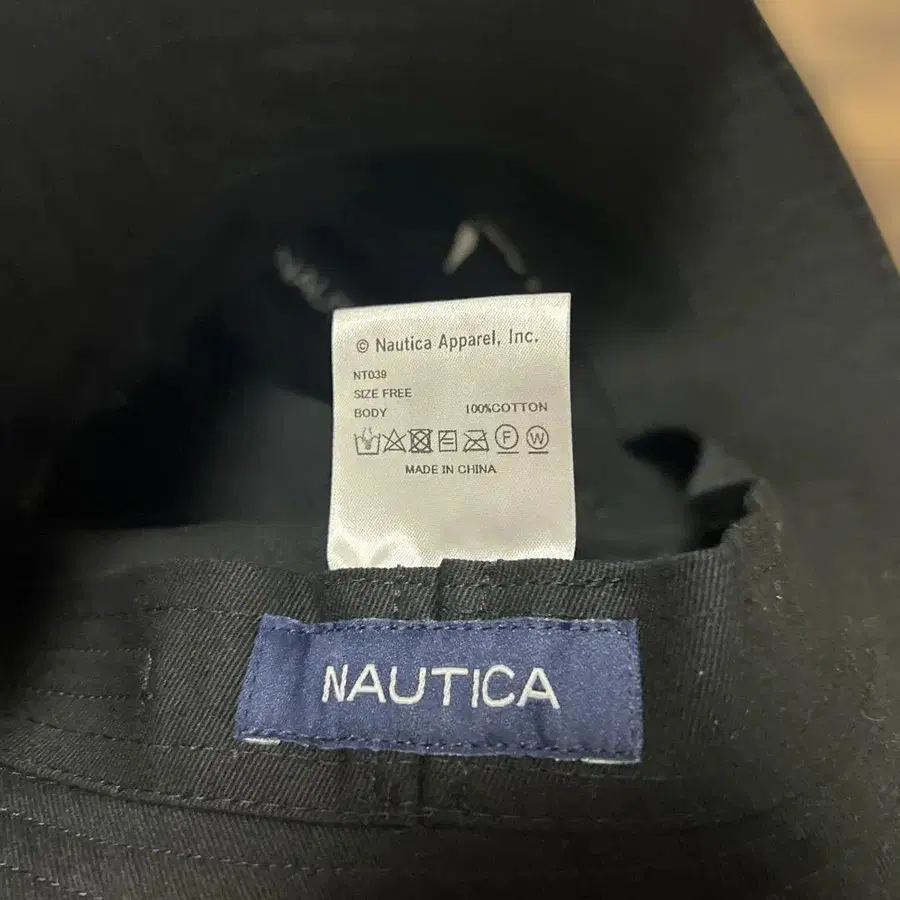 © Nautica Apparel, Inc.
NT039
SIZE FREE
BODY 100%COTTON
F W
MADE IN CHINA
NAUTICA